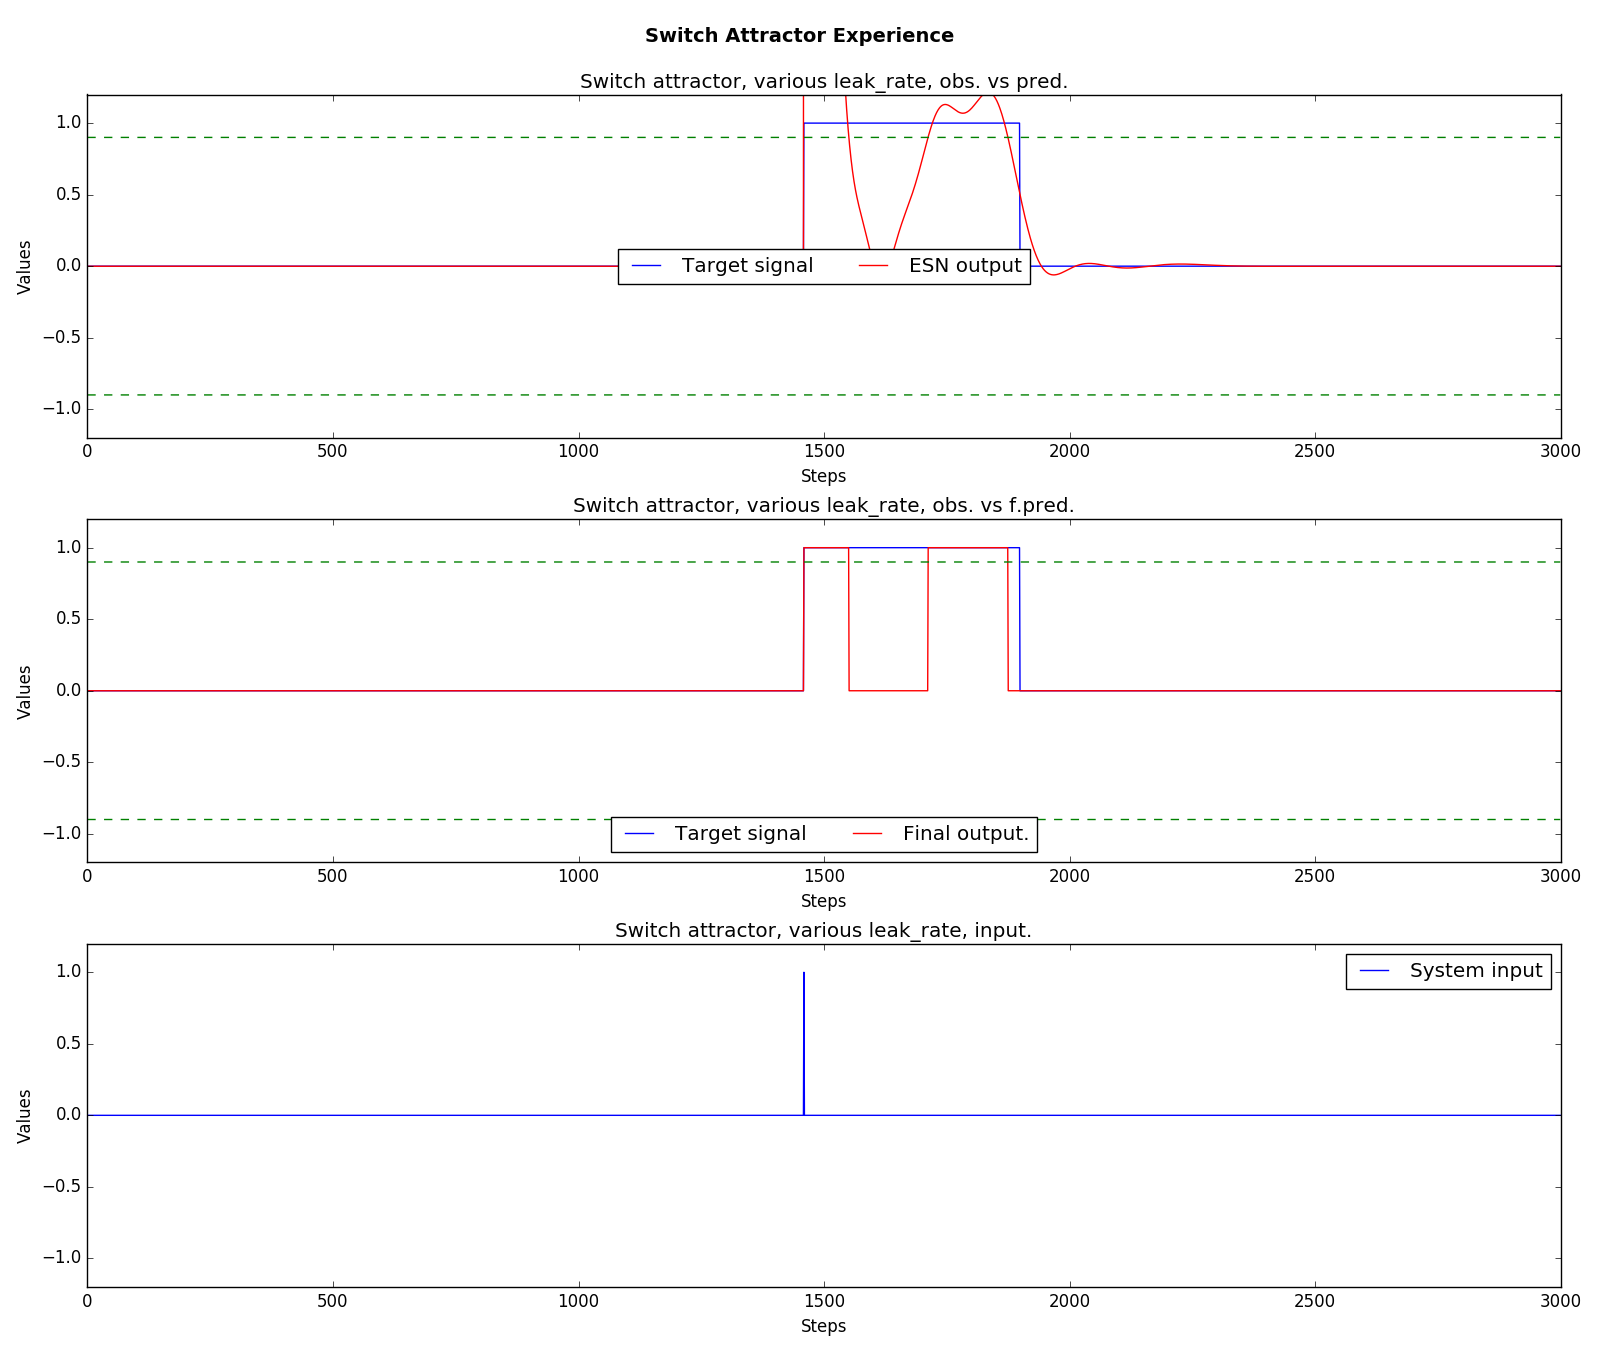 Switch Attractor Experience
Switch attractor, various leak_rate, obs. vs pred.
1.0
0.5
0.0
−0.5
−1.0
Values
Target signal ESN output
0 500 1000 1500 2000 2500 3000
Steps
Switch attractor, various leak_rate, obs. vs f.pred.
1.0
0.5
0.0
−0.5
−1.0
Values
Target signal Final output.
0 500 1000 1500 2000 2500 3000
Steps
Switch attractor, various leak_rate, input.
System input
1.0
0.5
0.0
−0.5
−1.0
Values
0 500 1000 1500 2000 2500 3000
Steps